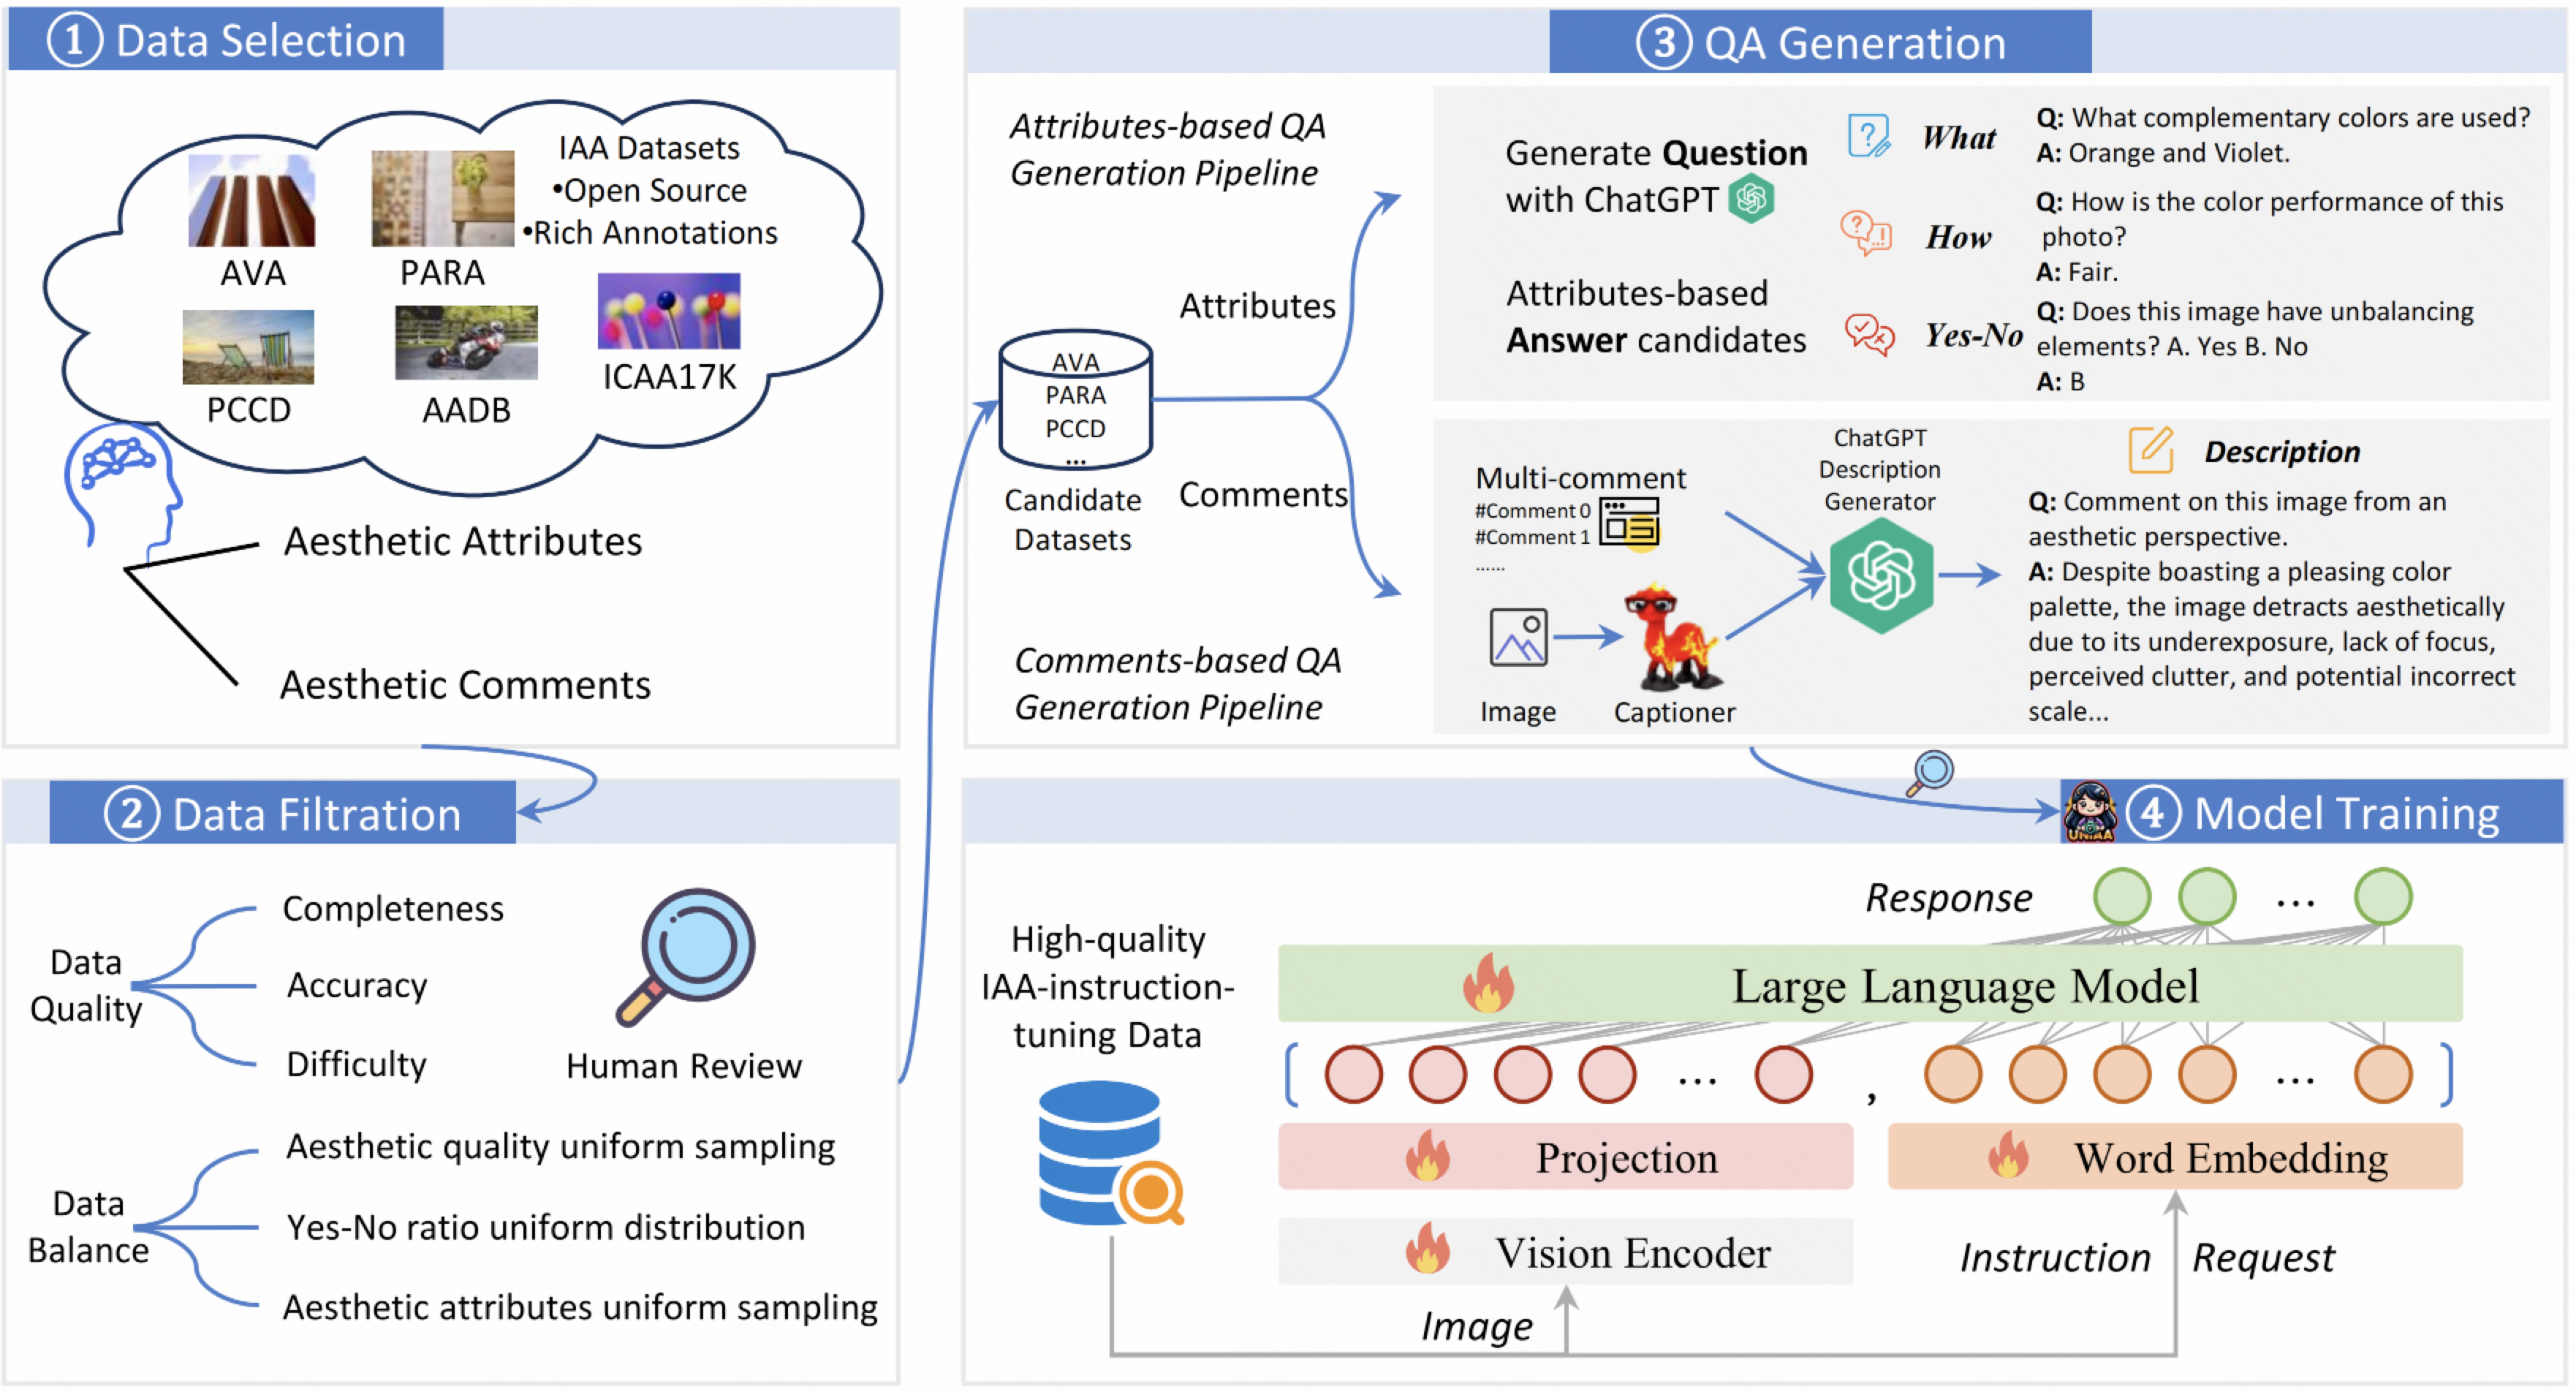 ① Data Selection
IAA Datasets
•Open Source
•Rich Annotations
AVA
PARA
PCCD
AADB
ICAA17K
Aesthetic Attributes
Aesthetic Comments
② Data Filtration
Data
Quality
Completeness
Accuracy
Difficulty
Human Review
Data
Balance
Aesthetic quality uniform sampling
Yes-No ratio uniform distribution
Aesthetic attributes uniform sampling
③ QA Generation
Attributes-based QA
Generation Pipeline
Attributes
AVA
PARA
PCCD
...
Candidate
Datasets
Comments
Comments-based QA
Generation Pipeline
Generate Question
with ChatGPT
Attributes-based
Answer candidates
What
Q: What complementary colors are used?
A: Orange and Violet.
How
Q: How is the color performance of this
photo?
A: Fair.
Yes-No
Q: Does this image have unbalancing
elements? A. Yes B. No
A: B
Multi-comment
#Comment 0
#Comment 1
......
Image
Captioner
ChatGPT
Description
Generator
Description
Q: Comment on this image from an
aesthetic perspective.
A: Despite boasting a pleasing color
palette, the image detracts aesthetically
due to its underexposure, lack of focus,
perceived clutter, and potential incorrect
scale...
UNIAA
④ Model Training
High-quality
IAA-instruction-
tuning Data
Response
...
Large Language Model
... , ...
Projection
Word Embedding
Vision Encoder
Instruction
Request
Image